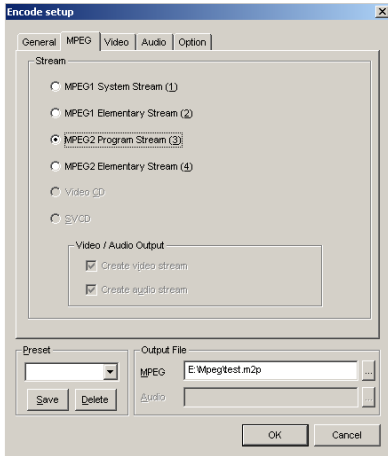 Encode setup
General MPEG Video Audio Option
Stream
MPEG1 System Stream (1)
MPEG1 Elementary Stream (2)
MPEG2 Program Stream (3)
MPEG2 Elementary Stream (4)
Video CD
SVCD
Video / Audio Output
Create video stream
Create audio stream
Preset
Save Delete
Output File
MPEG E:\Mpeg\test.m2p ...
Audio ...
OK Cancel